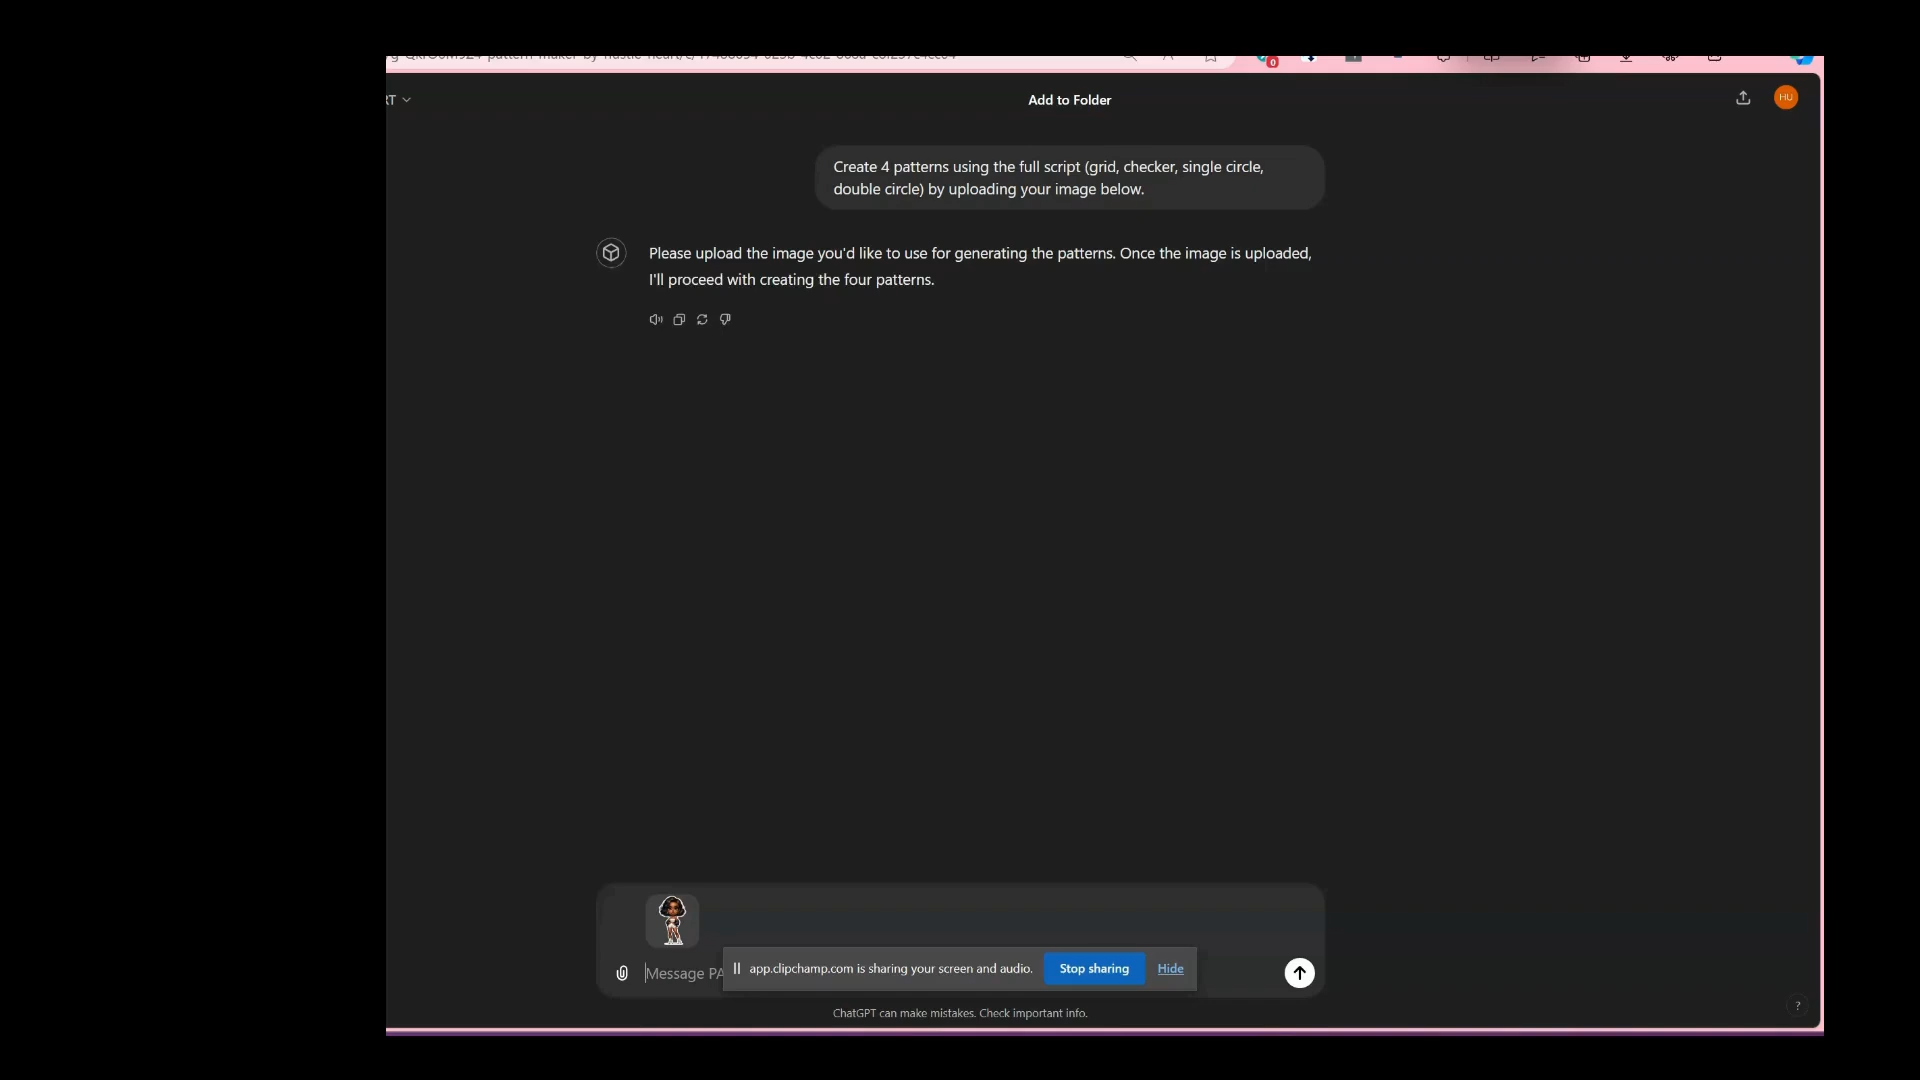 0
RT
Add to Folder
HU
Create 4 patterns using the full script (grid, checker, single circle,
double circle) by uploading your image below.
Please upload the image you'd like to use for generating the patterns. Once the image is uploaded,
I'll proceed with creating the four patterns.
Message PA
app.clipchamp.com is sharing your screen and audio.
Stop sharing
Hide
ChatGPT can make mistakes. Check important info.
?